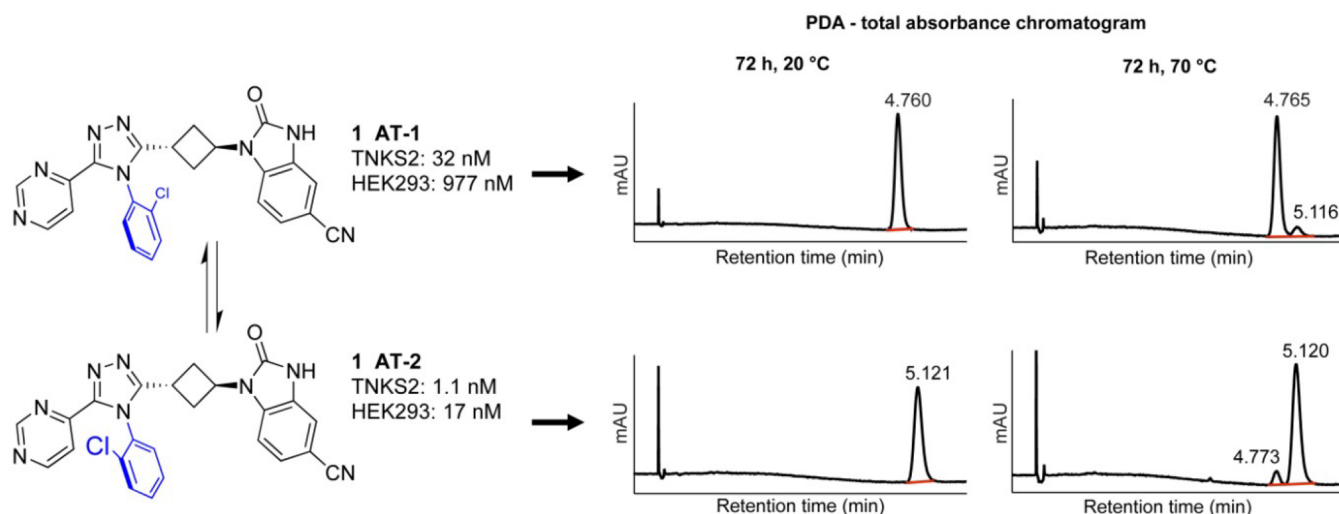 PDA - total absorbance chromatogram
72 h, 20 °C
72 h, 70 °C
O
N N
NH
N
N
N
N
Cl
CN
1 AT-1
TNKS2: 32 nM
HEK293: 977 nM
mAU
4.760
Retention time (min)
mAU
4.765
5.116
Retention time (min)
O
N N
NH
N
N
N
N
Cl
CN
1 AT-2
TNKS2: 1.1 nM
HEK293: 17 nM
mAU
5.121
Retention time (min)
mAU
5.120
4.773
Retention time (min)